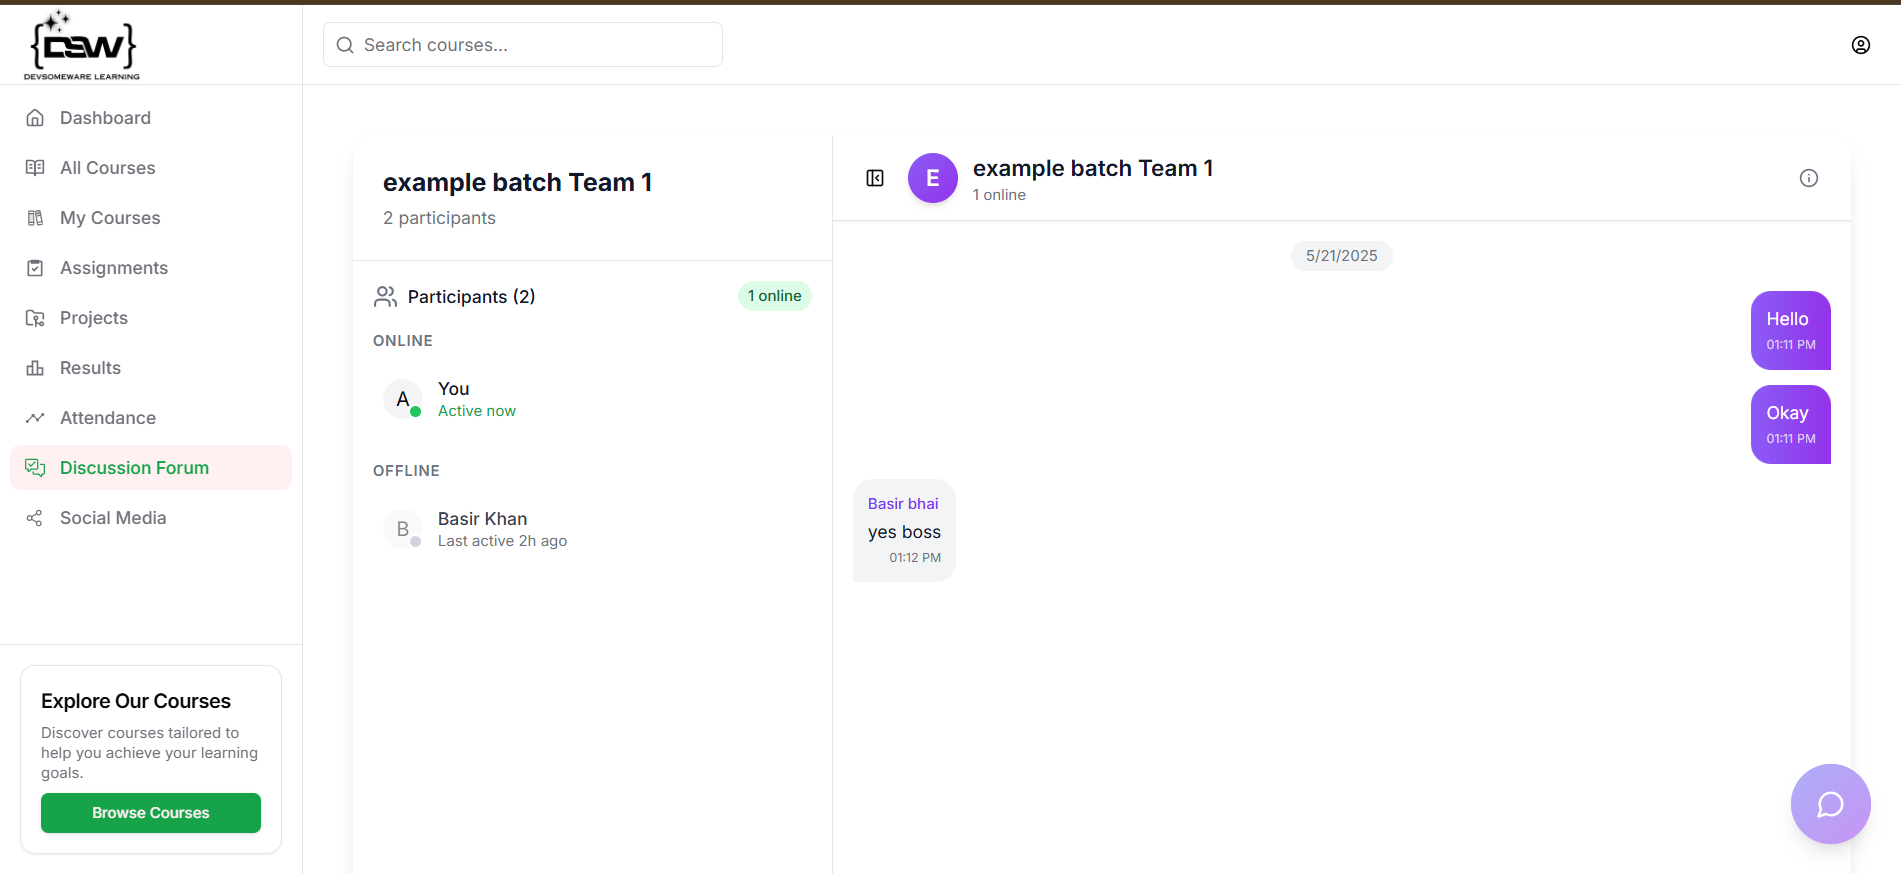 {DSW}
DEVSOMEWARE LEARNING
Search courses...
Dashboard
All Courses
My Courses
Assignments
Projects
Results
Attendance
Discussion Forum
Social Media
Explore Our Courses
Discover courses tailored to
help you achieve your learning
goals.
Browse Courses
example batch Team 1
2 participants
Participants (2)
1 online
ONLINE
A
You
Active now
OFFLINE
B
Basir Khan
Last active 2h ago
E
example batch Team 1
1 online
5/21/2025
Hello
01:11 PM
Okay
01:11 PM
Basir bhai
yes boss
01:12 PM